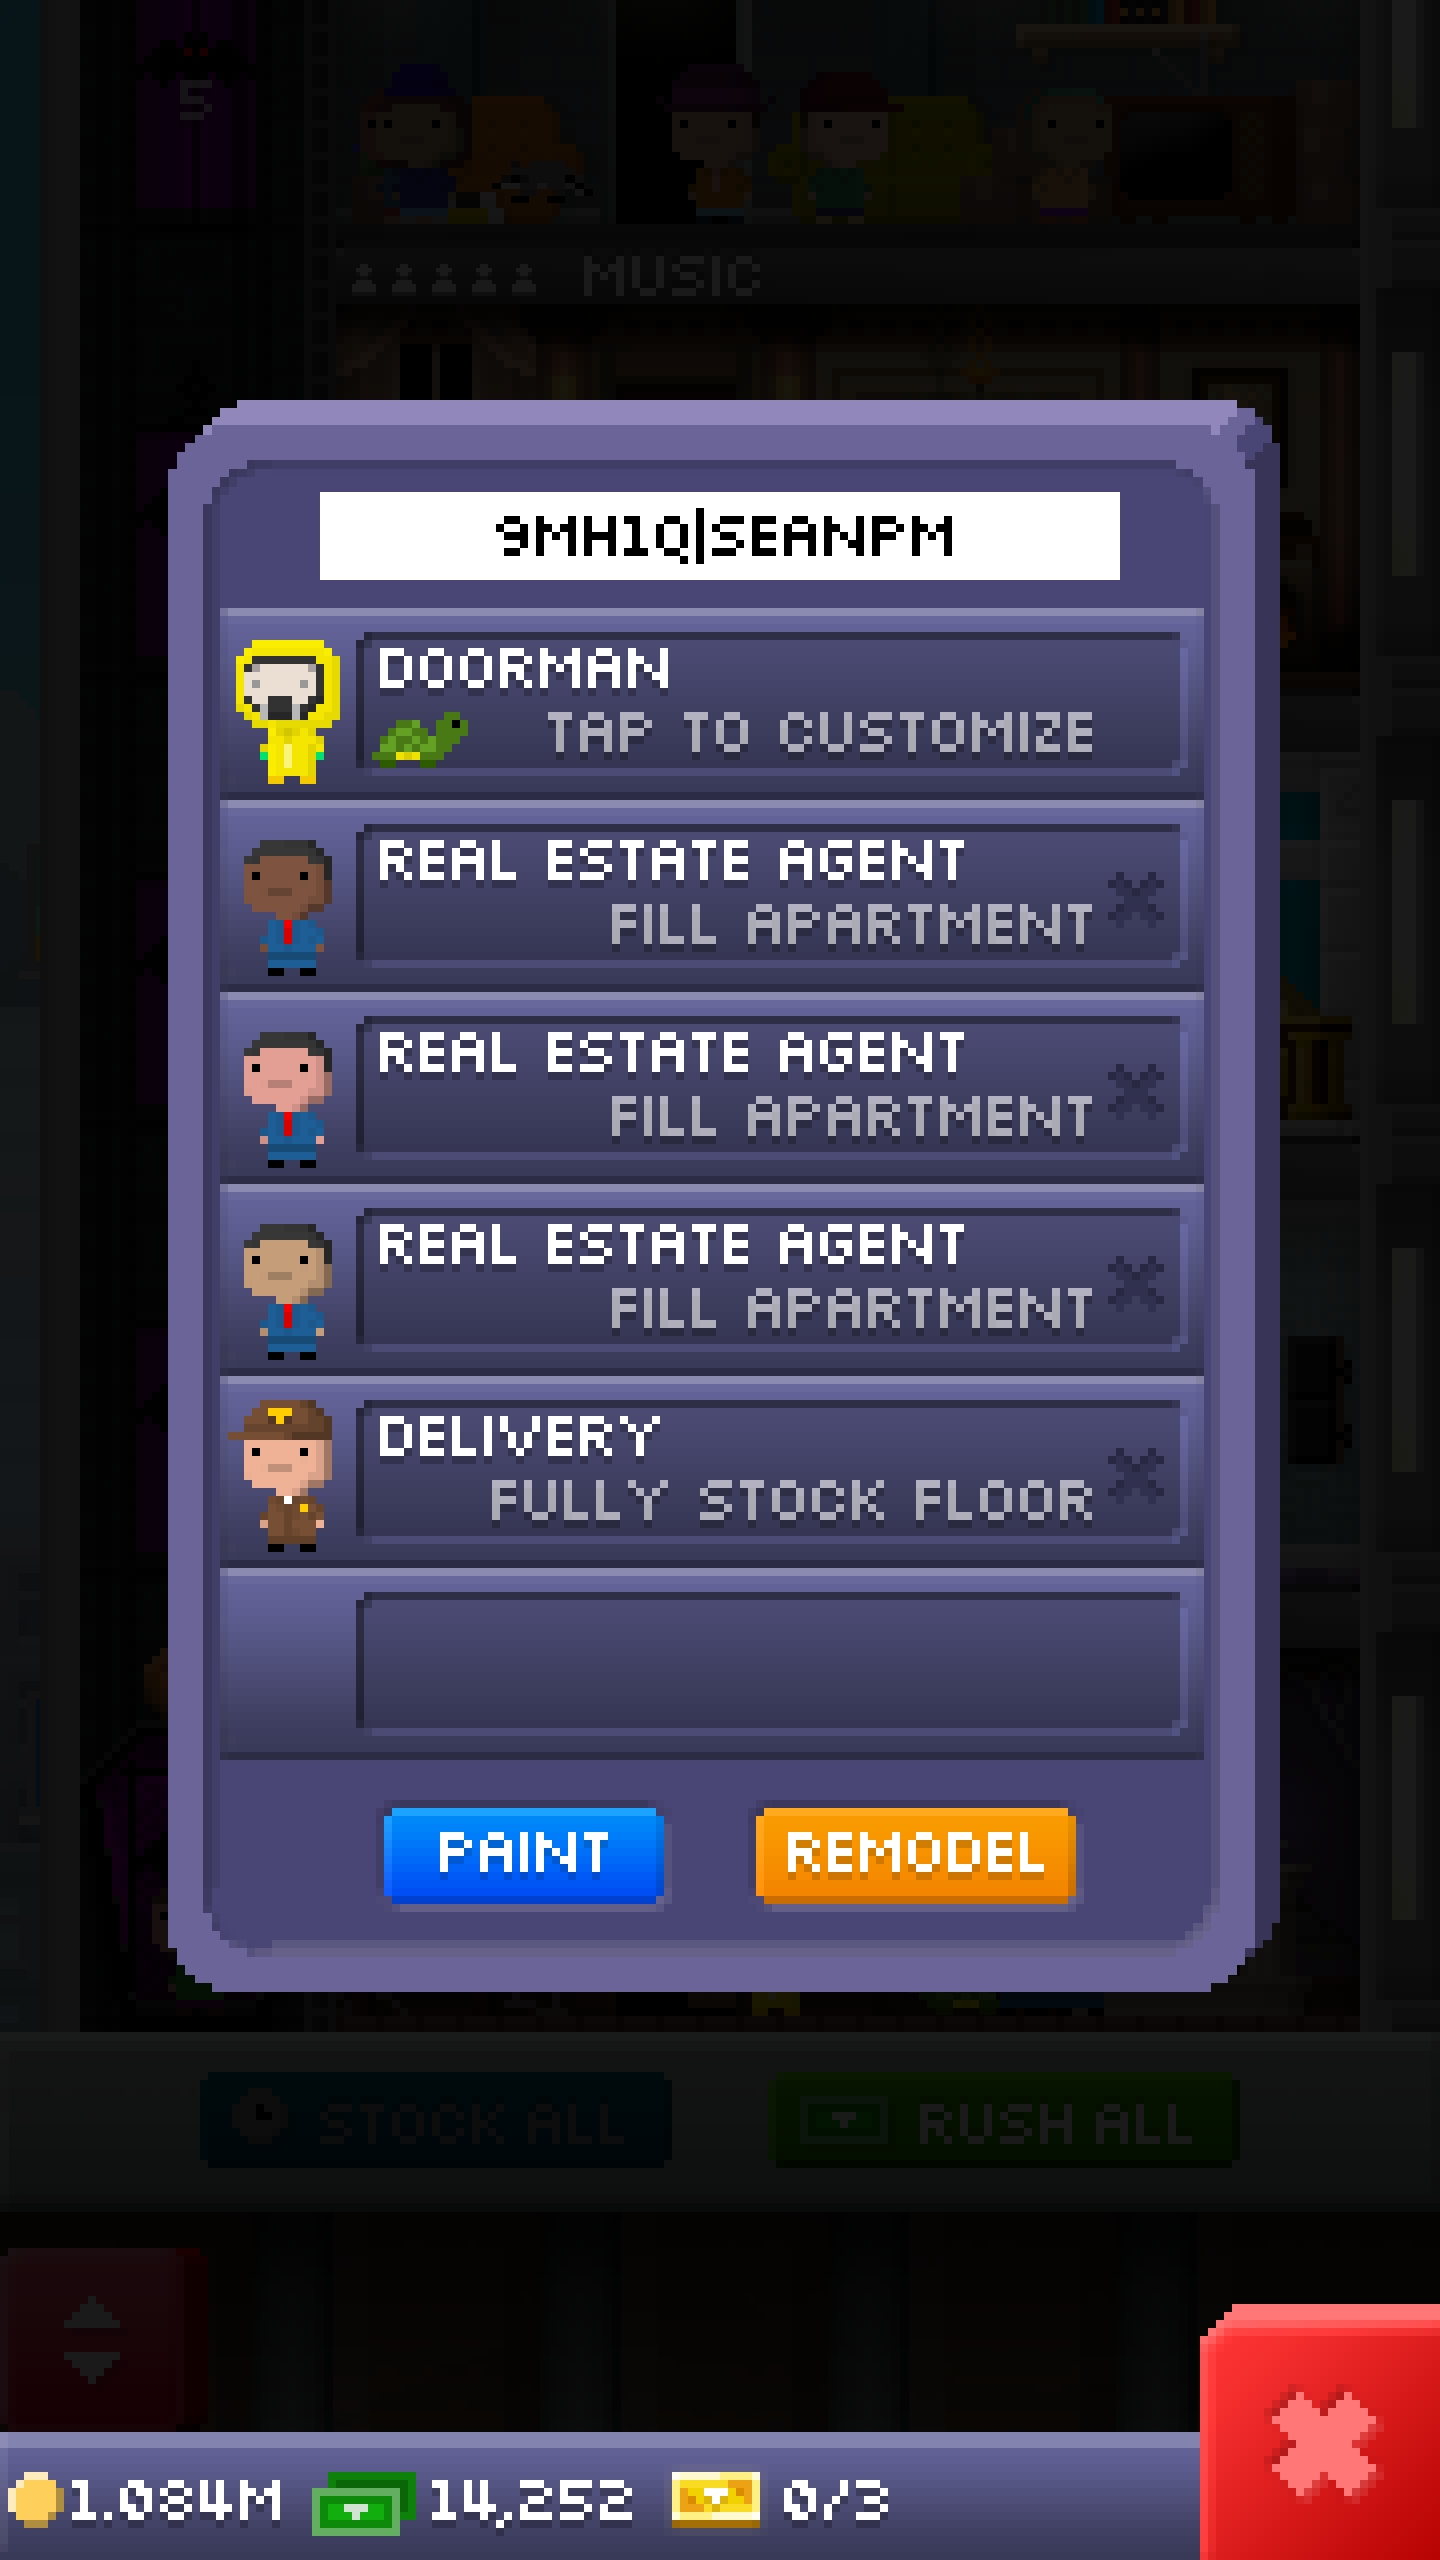 5
MUSIC
9MH1Q|SEANPM
DOORMAN
TAP TO CUSTOMIZE
REAL ESTATE AGENT
FILL APARTMENT
REAL ESTATE AGENT
FILL APARTMENT
REAL ESTATE AGENT
FILL APARTMENT
DELIVERY
FULLY STOCK FLOOR
PAINT REMODEL
STOCK ALL RUSH ALL
1.084M 14,252 0/3